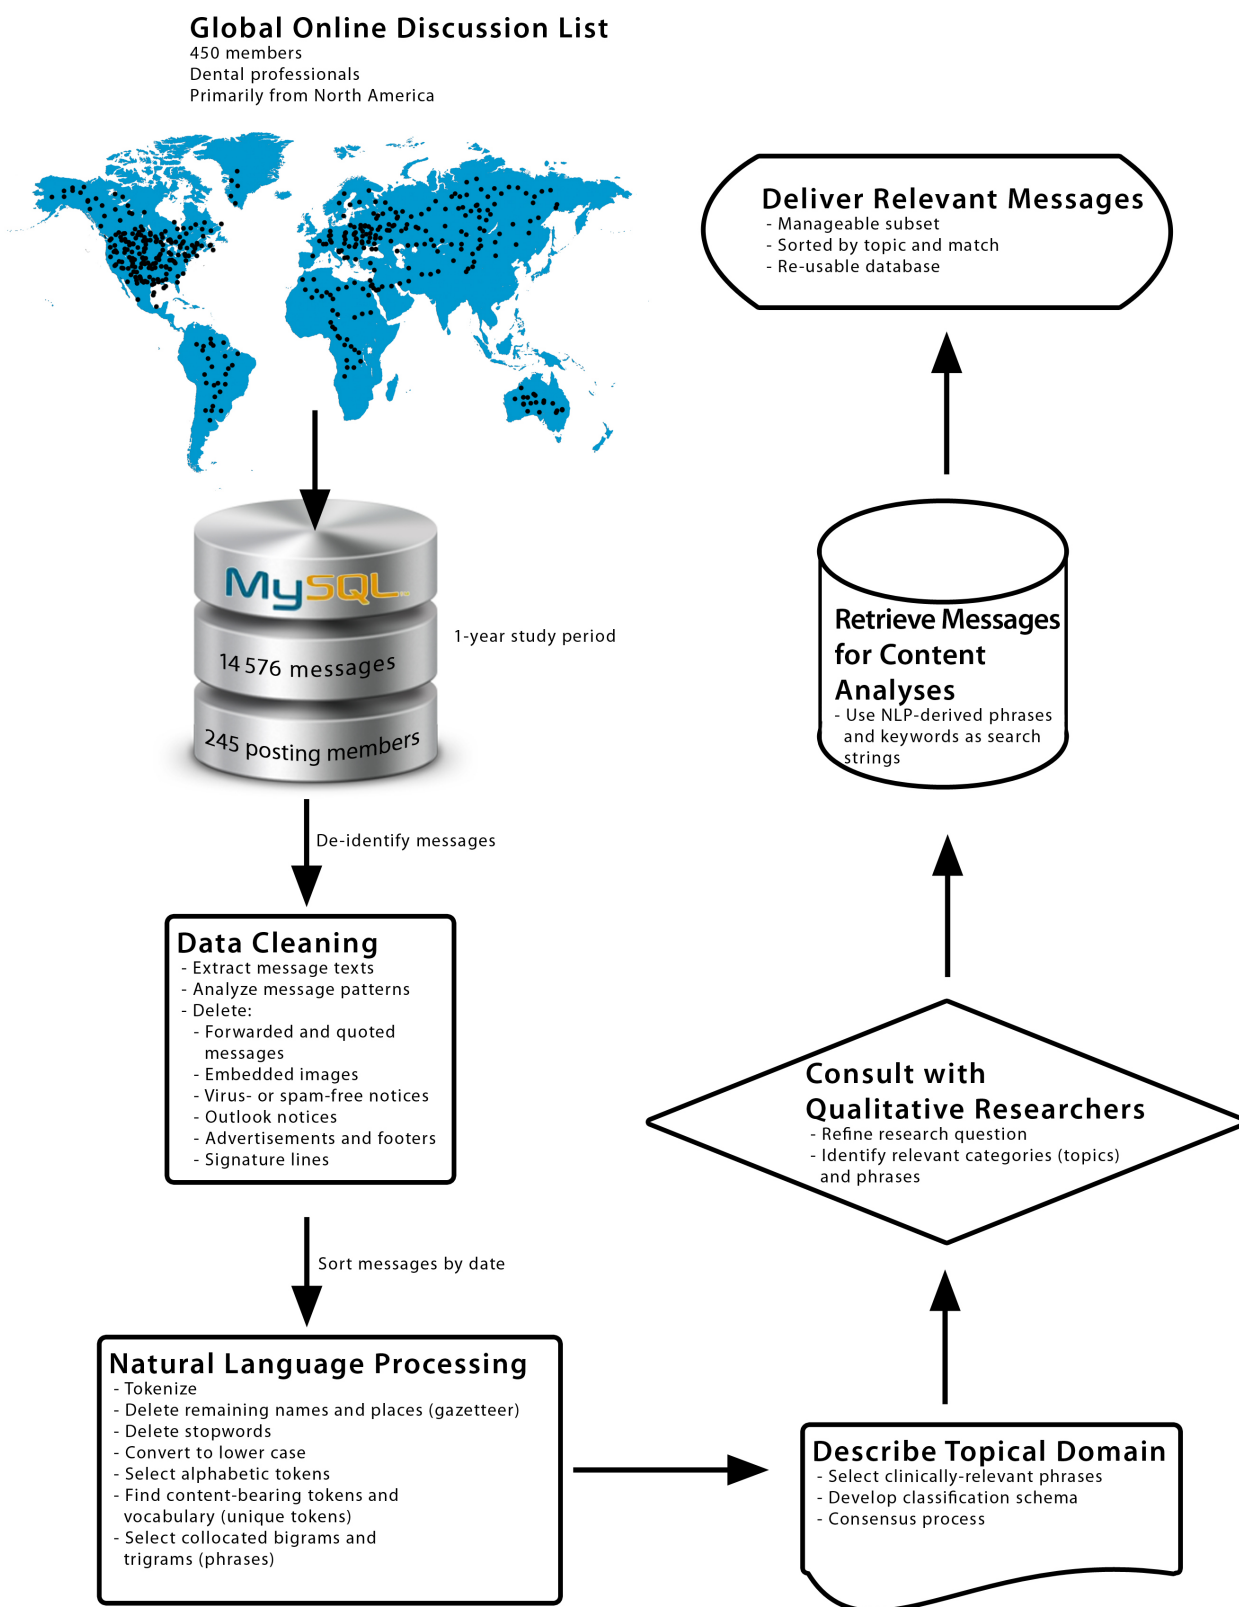 Global Online Discussion List
450 members
Dental professionals
Primarily from North America
MySQL
14 576 messages
245 posting members
1-year study period
De-identify messages
Data Cleaning
- Extract message texts
- Analyze message patterns
- Delete:
- Forwarded and quoted
messages
- Embedded images
- Virus- or spam-free notices
- Outlook notices
- Advertisements and footers
- Signature lines
Sort messages by date
Natural Language Processing
- Tokenize
- Delete remaining names and places (gazetteer)
- Delete stopwords
- Convert to lower case
- Select alphabetic tokens
- Find content-bearing tokens and
vocabulary (unique tokens)
- Select collocated bigrams and
trigrams (phrases)
Describe Topical Domain
- Select clinically-relevant phrases
- Develop classification schema
- Consensus process
Consult with
Qualitative Researchers
- Refine research question
- Identify relevant categories (topics)
and phrases
Retrieve Messages
for Content
Analyses
- Use NLP-derived phrases
and keywords as search
strings
Deliver Relevant Messages
- Manageable subset
- Sorted by topic and match
- Re-usable database